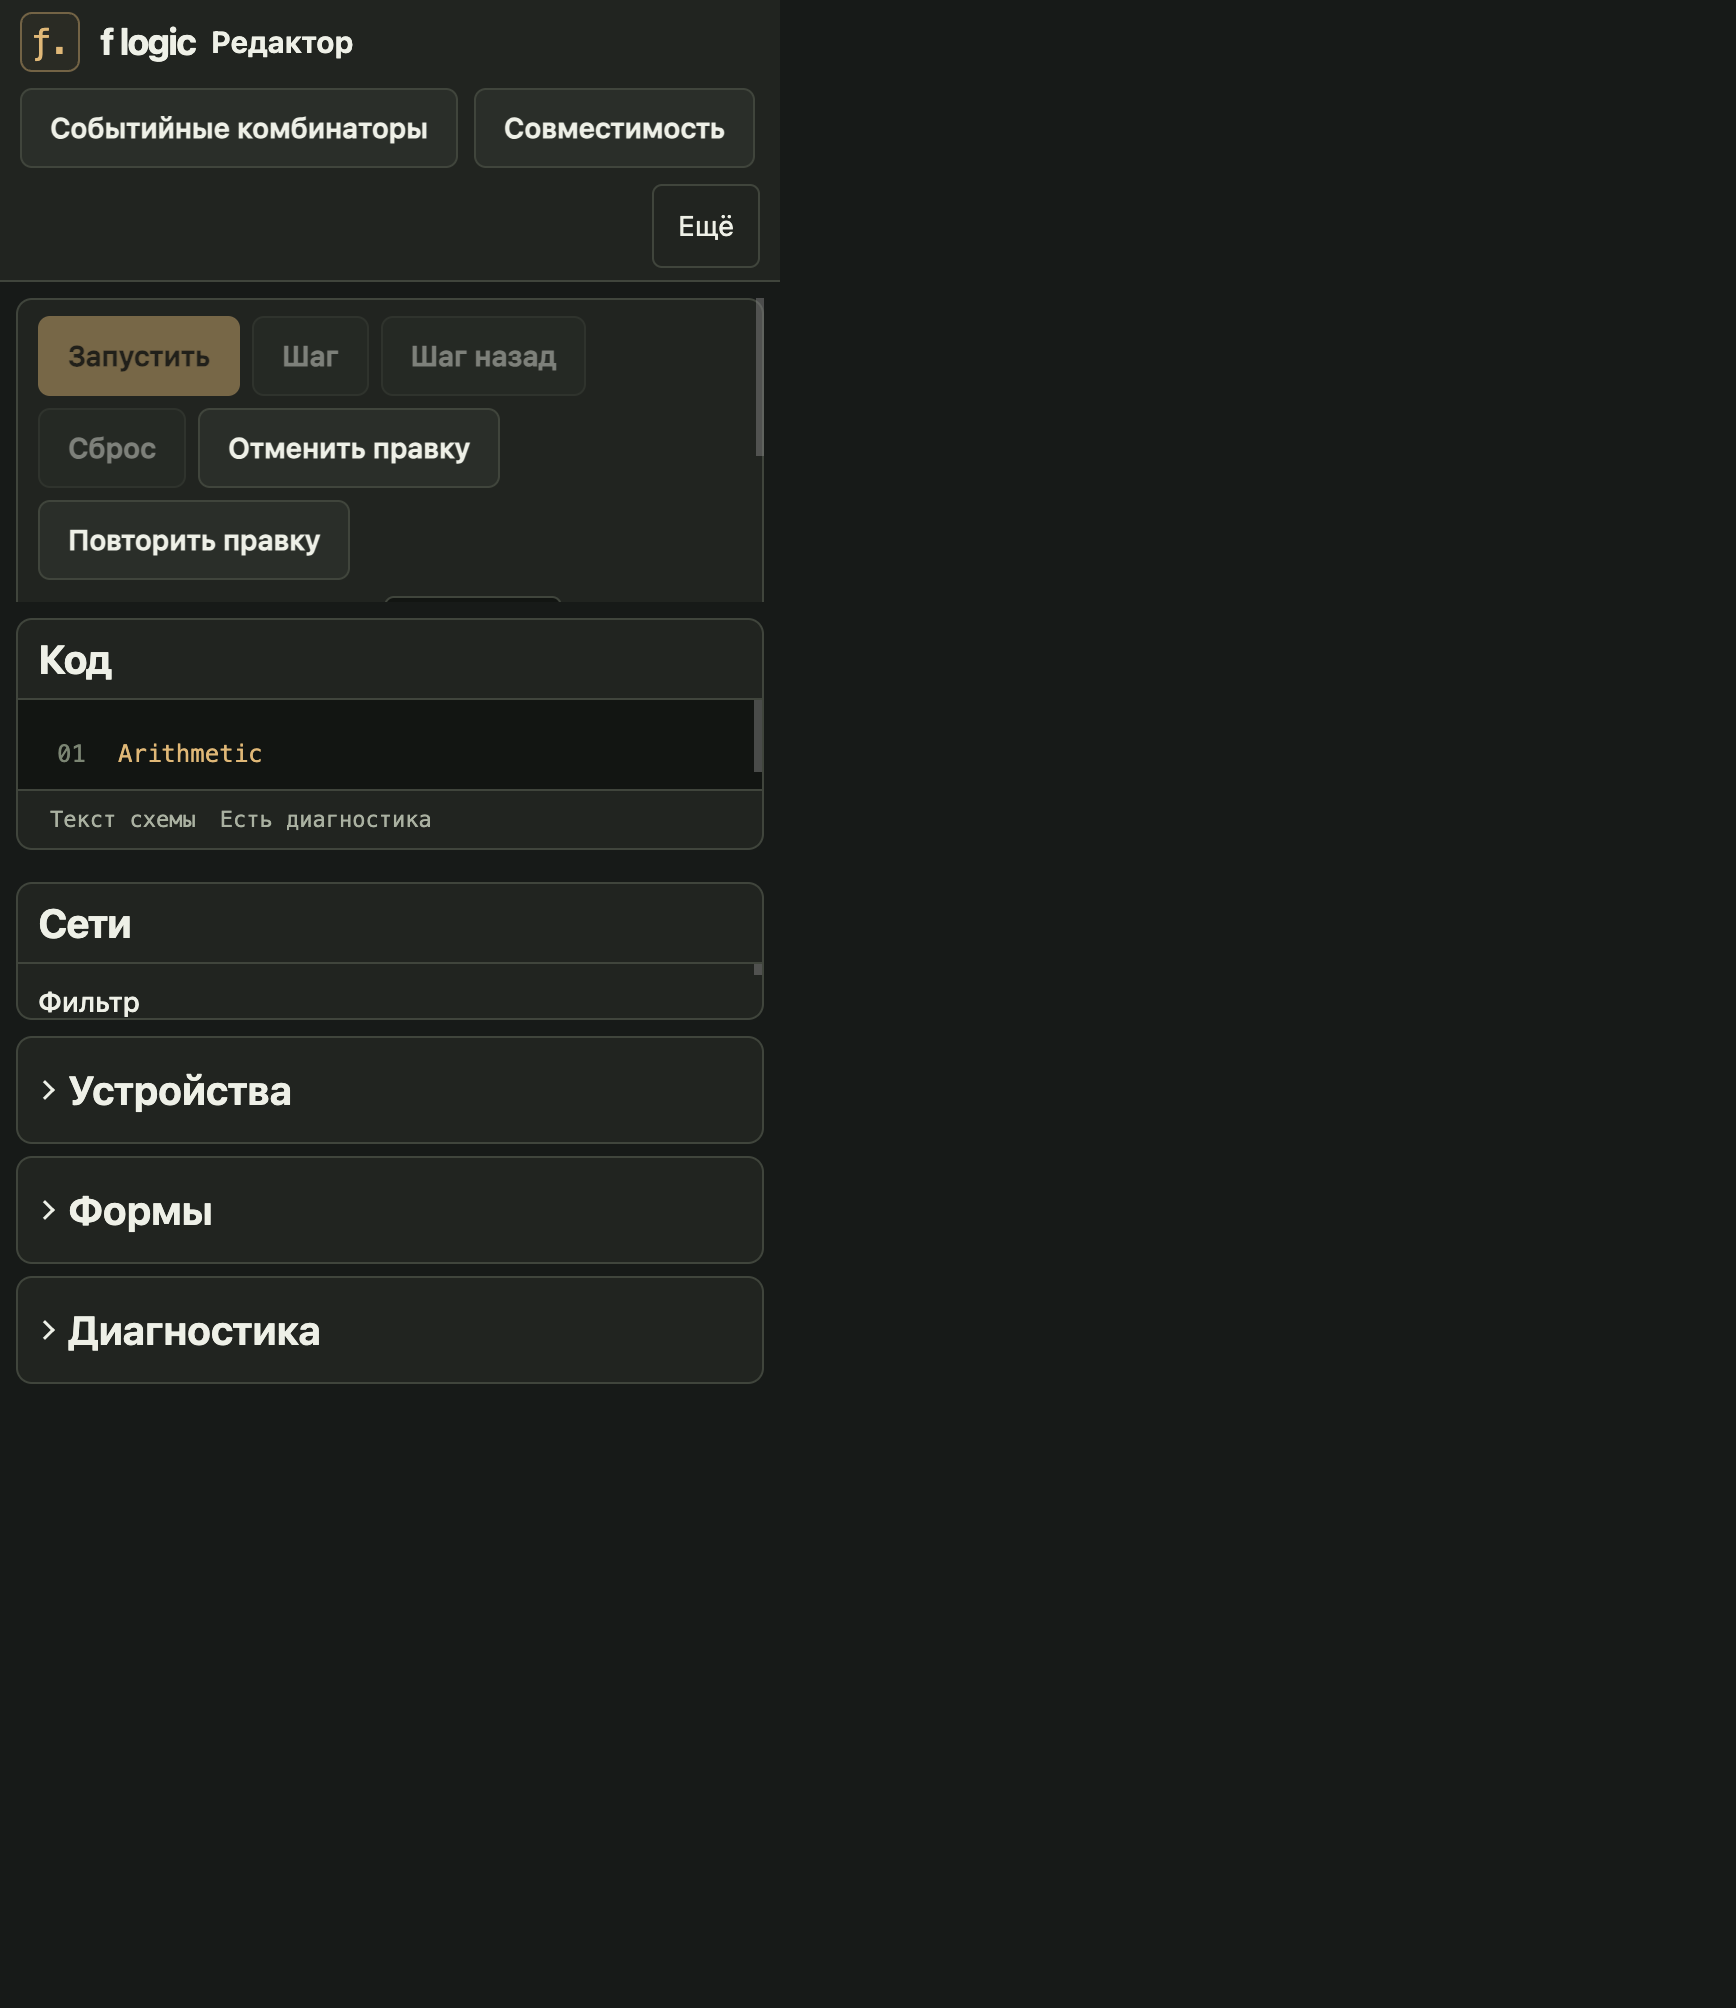 ƒ. f logic Редактор
Событийные комбинаторы Совместимость
Ещё
Запустить Шаг Шаг назад
Сброс Отменить правку
Повторить правку
Код
01 Arithmetic
Текст схемы Есть диагностика
Сети
Фильтр
Устройства
Формы
Диагностика